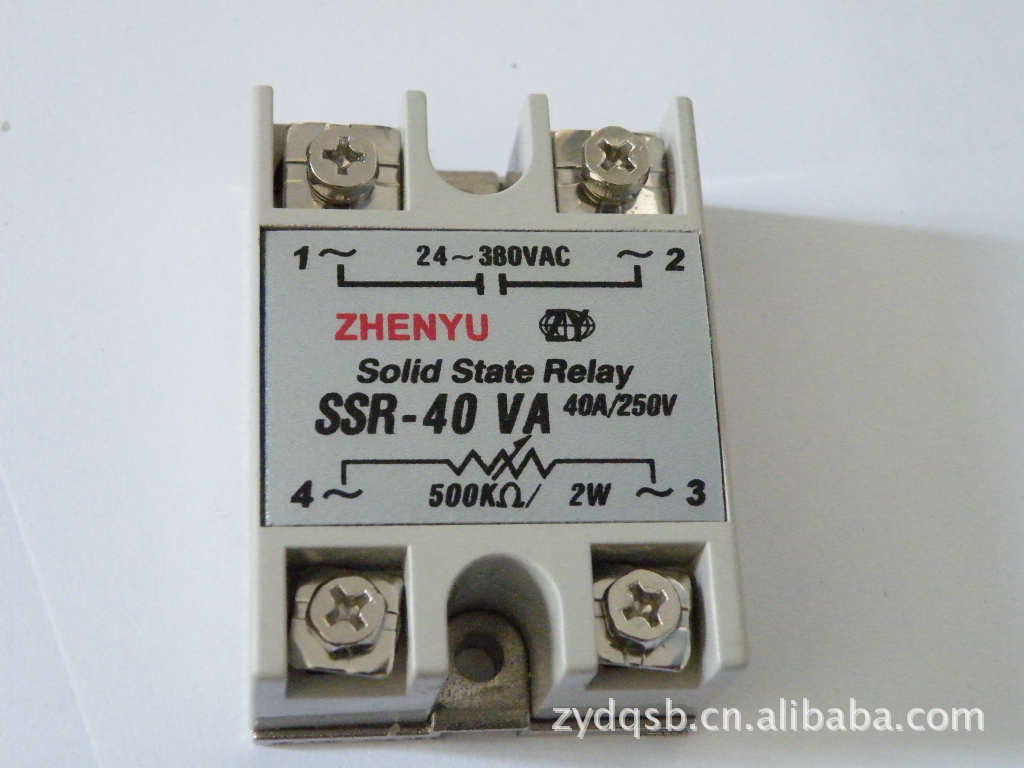 1 ~ 24~380VAC ~ 2
ZHENYU ZY
Solid State Relay
SSR-40 VA 40A/250V
4 ~ 500KΩ/ 2W ~ 3
zydqsb.cn.alibaba.com